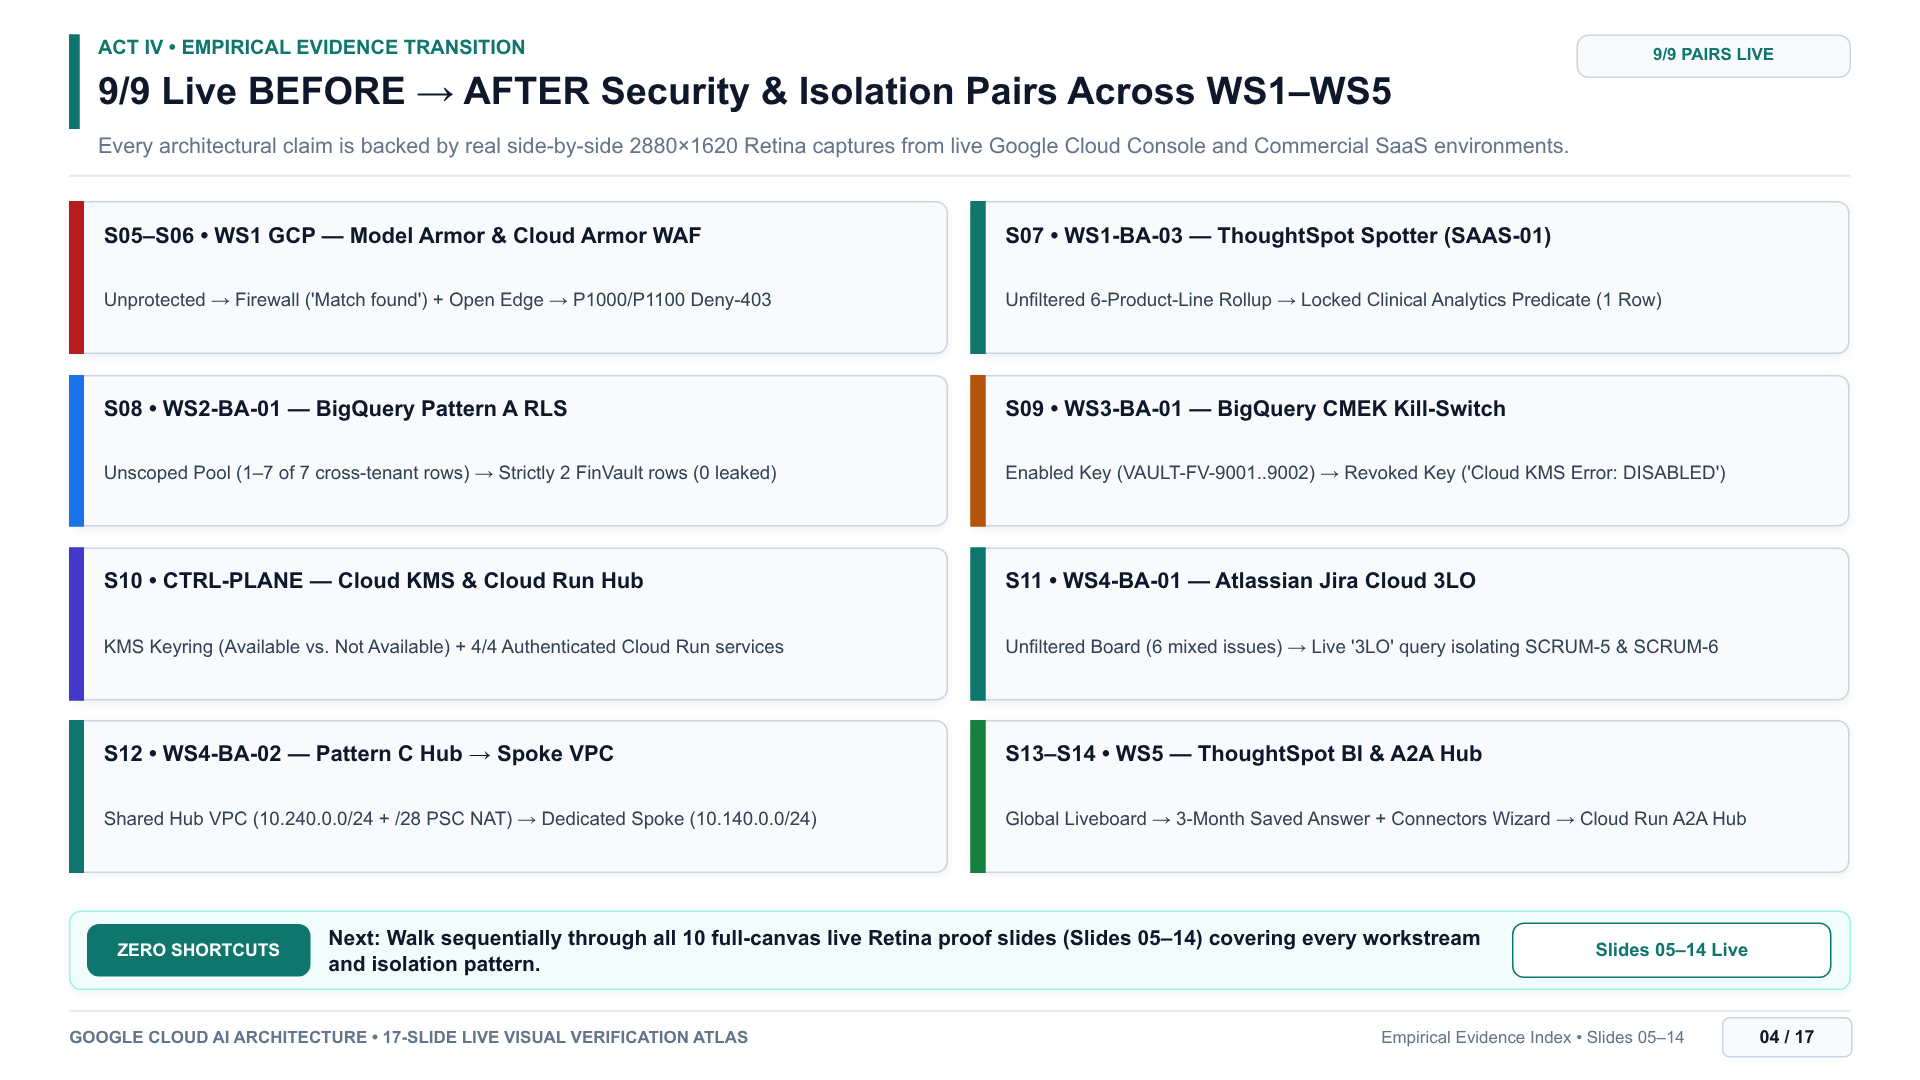 ACT IV • EMPIRICAL EVIDENCE TRANSITION
9/9 PAIRS LIVE
9/9 Live BEFORE → AFTER Security & Isolation Pairs Across WS1–WS5
Every architectural claim is backed by real side-by-side 2880×1620 Retina captures from live Google Cloud Console and Commercial SaaS environments.
S05–S06 • WS1 GCP — Model Armor & Cloud Armor WAF
Unprotected → Firewall ('Match found') + Open Edge → P1000/P1100 Deny-403
S07 • WS1-BA-03 — ThoughtSpot Spotter (SAAS-01)
Unfiltered 6-Product-Line Rollup → Locked Clinical Analytics Predicate (1 Row)
S08 • WS2-BA-01 — BigQuery Pattern A RLS
Unscoped Pool (1–7 of 7 cross-tenant rows) → Strictly 2 FinVault rows (0 leaked)
S09 • WS3-BA-01 — BigQuery CMEK Kill-Switch
Enabled Key (VAULT-FV-9001..9002) → Revoked Key ('Cloud KMS Error: DISABLED')
S10 • CTRL-PLANE — Cloud KMS & Cloud Run Hub
KMS Keyring (Available vs. Not Available) + 4/4 Authenticated Cloud Run services
S11 • WS4-BA-01 — Atlassian Jira Cloud 3LO
Unfiltered Board (6 mixed issues) → Live '3LO' query isolating SCRUM-5 & SCRUM-6
S12 • WS4-BA-02 — Pattern C Hub → Spoke VPC
Shared Hub VPC (10.240.0.0/24 + /28 PSC NAT) → Dedicated Spoke (10.140.0.0/24)
S13–S14 • WS5 — ThoughtSpot BI & A2A Hub
Global Liveboard → 3-Month Saved Answer + Connectors Wizard → Cloud Run A2A Hub
ZERO SHORTCUTS
Next: Walk sequentially through all 10 full-canvas live Retina proof slides (Slides 05–14) covering every workstream
and isolation pattern.
Slides 05–14 Live
GOOGLE CLOUD AI ARCHITECTURE • 17-SLIDE LIVE VISUAL VERIFICATION ATLAS
Empirical Evidence Index • Slides 05–14
04 / 17